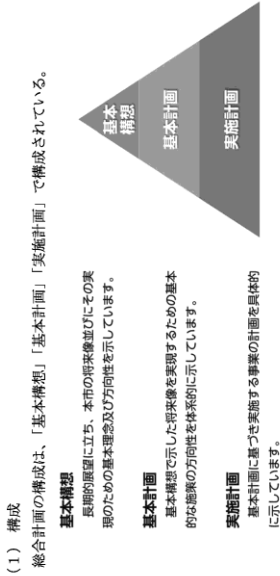 (1) 構成
総合計画の構成は、「基本構想」「基本計画」「実施計画」で構成されている。
基本構想
長期的展望に立ち、本市の将来像並びにその実
現のための基本理念及び方向性を示しています。
基本計画
基本構想で示した将来像を実現するための基本
的な施策の方向性を体系的に示しています。
実施計画
基本計画に基づき実施する事業の計画を具体的
に示しています。
基本
構想
基本計画
実施計画